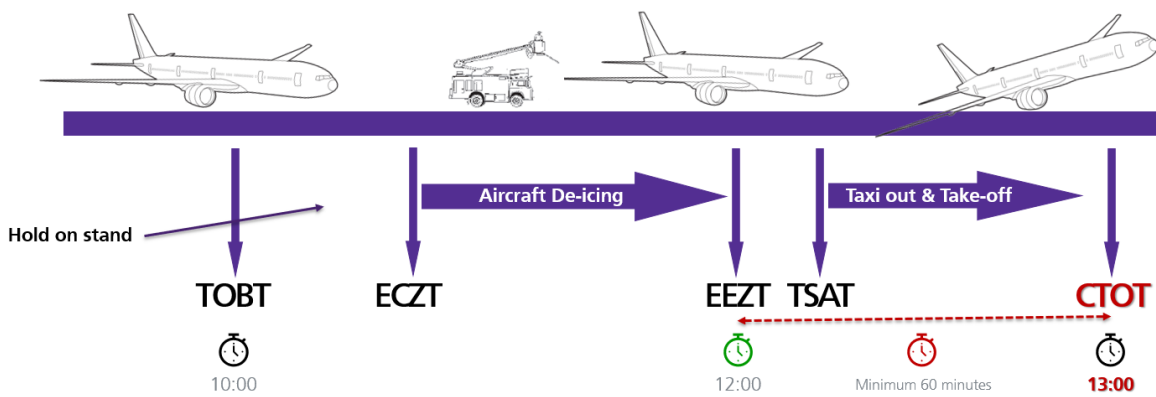 Aircraft De-icing
Taxi out & Take-off
Hold on stand
TOBT
ECZT
EEZT
TSAT
CTOT
10:00
12:00
Minimum 60 minutes
13:00